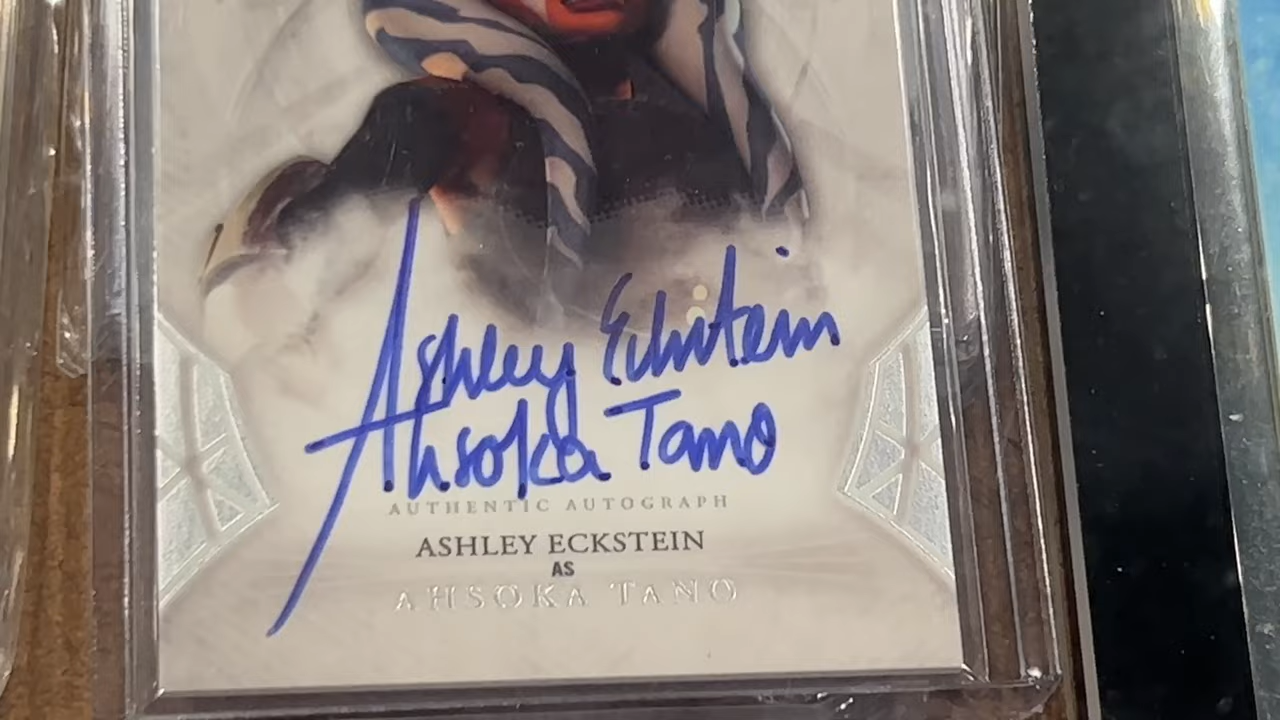 Ashley Eckstein
Ahsoka Tano
AUTHENTIC AUTOGRAPH
ASHLEY ECKSTEIN
AS
AHSOKA TANO